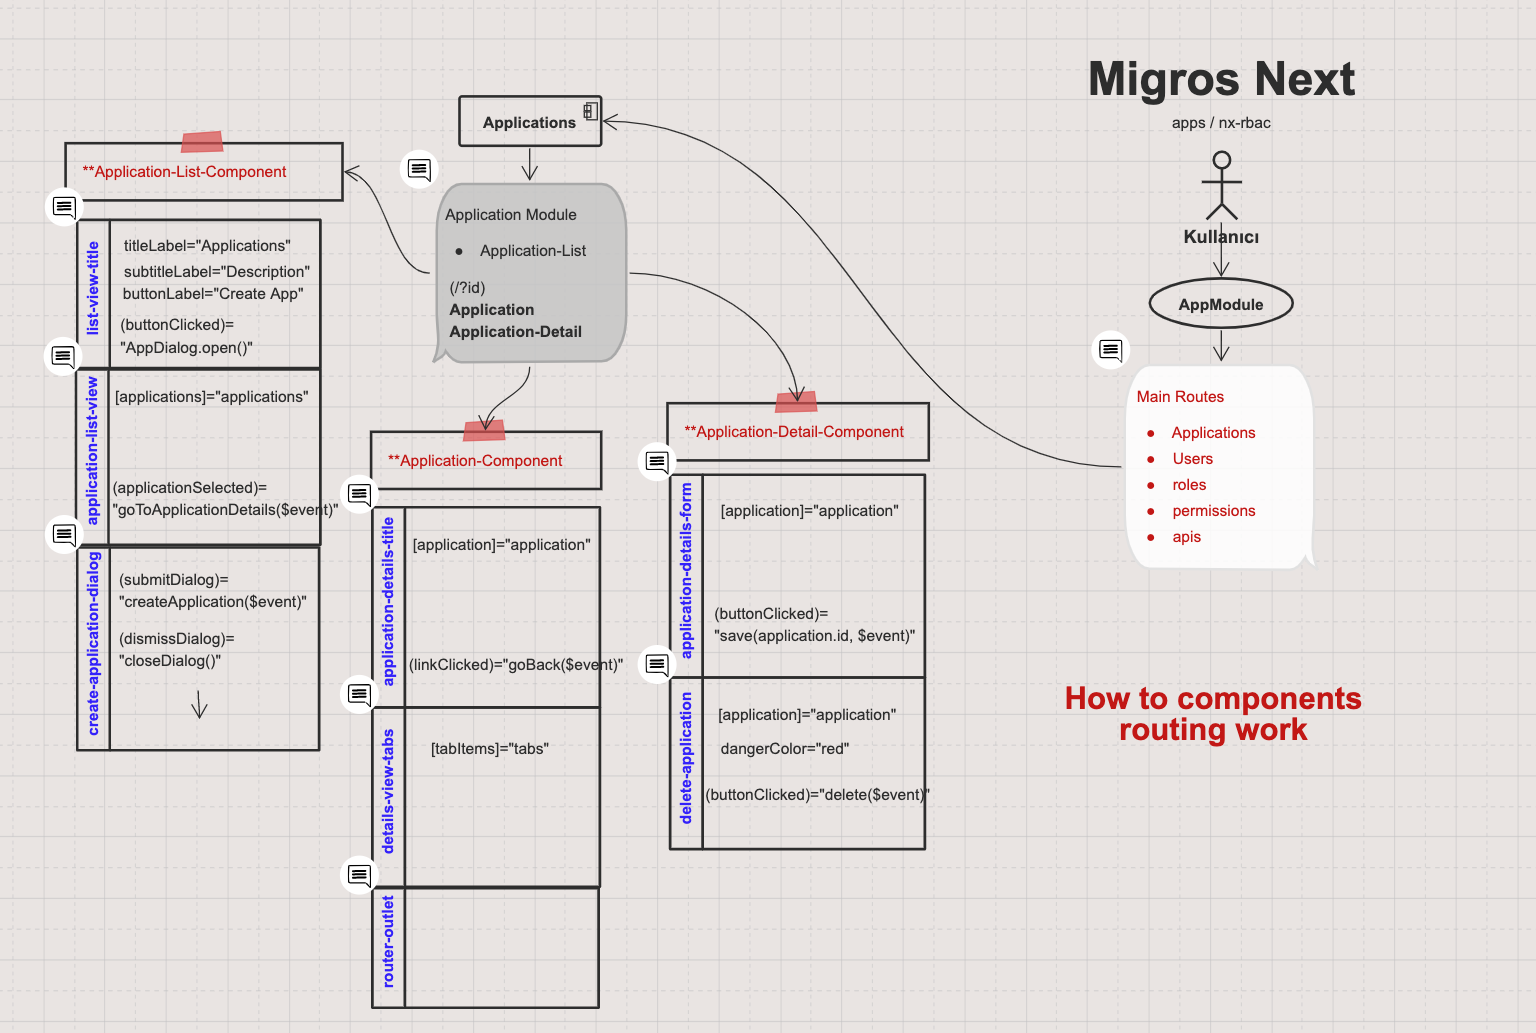 Migros Next
apps / nx-rbac
Kullanıcı
AppModule
Main Routes
Applications
Users
roles
permissions
apis
How to components
routing work
Applications
Application Module
Application-List
(/?id)
Application
Application-Detail
**Application-List-Component
list-view-title
titleLabel="Applications"
subtitleLabel="Description"
buttonLabel="Create App"
(buttonClicked)=
"AppDialog.open()"
application-list-view
[applications]="applications"
(applicationSelected)=
"goToApplicationDetails($event)"
create-application-dialog
(submitDialog)=
"createApplication($event)"
(dismissDialog)=
"closeDialog()"
**Application-Component
application-details-title
[application]="application"
(linkClicked)="goBack($event)"
details-view-tabs
[tabItems]="tabs"
router-outlet
**Application-Detail-Component
application-details-form
[application]="application"
(buttonClicked)=
"save(application.id, $event)"
delete-application
[application]="application"
dangerColor="red"
(buttonClicked)="delete($event)"